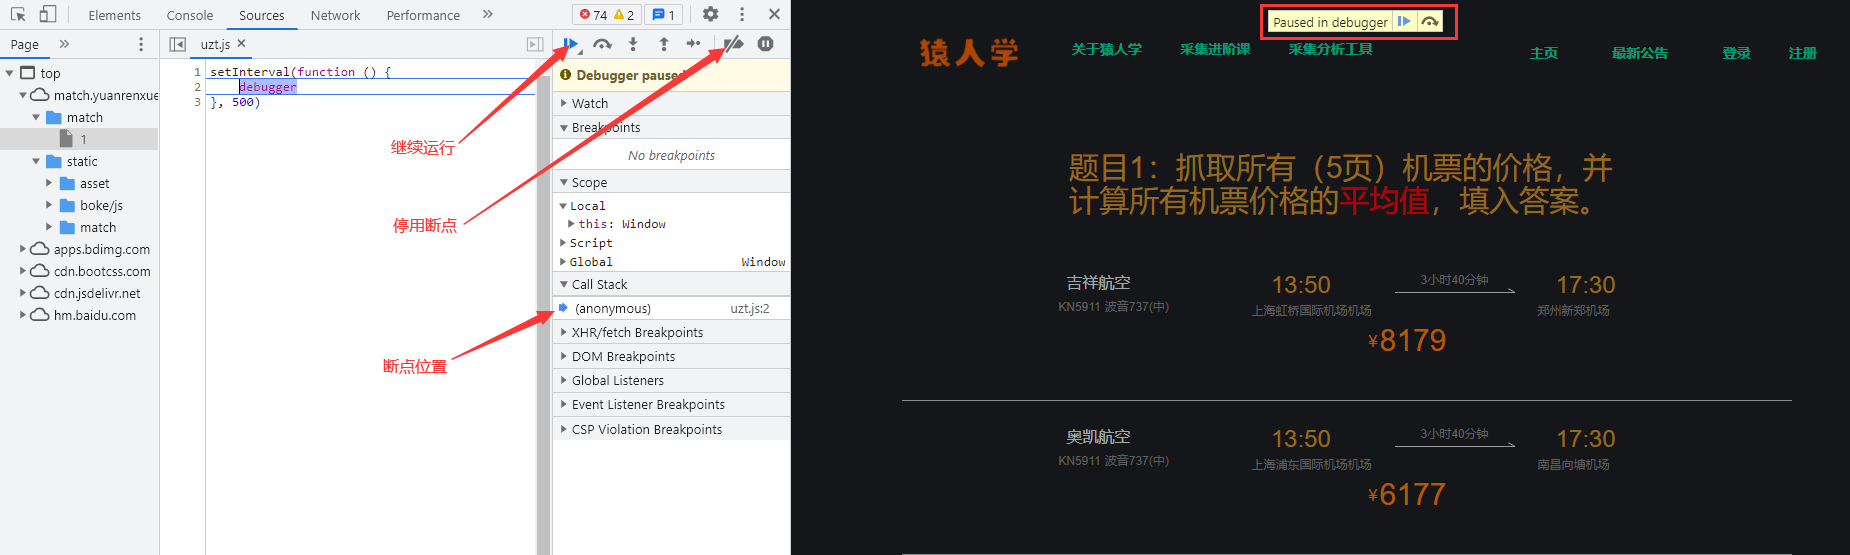 Elements
Console
Sources
Network
Performance
»
74
2
1
Page
»
top
match.yuanrenxue
match
1
static
asset
boke/js
match
apps.bdimg.com
cdn.bootcss.com
cdn.jsdelivr.net
hm.baidu.com
uzt.js ×
1 setInterval(function () {
2 debugger
3 }, 500)
继续运行
停用断点
断点位置
Debugger paused
Watch
Breakpoints
No breakpoints
Scope
Local
this: Window
Script
Global Window
Call Stack
(anonymous) uzt.js:2
XHR/fetch Breakpoints
DOM Breakpoints
Global Listeners
Event Listener Breakpoints
CSP Violation Breakpoints
Paused in debugger
猿人学
关于猿人学
采集进阶课
采集分析工具
主页
最新公告
登录
注册
题目1：抓取所有（5页）机票的价格，并
计算所有机票价格的平均值，填入答案。
吉祥航空
KN5911 波音737(中)
13:50
上海虹桥国际机场机场
3小时40分钟
17:30
郑州新郑机场
¥8179
奥凯航空
KN5911 波音737(中)
13:50
上海浦东国际机场机场
3小时40分钟
17:30
南昌向塘机场
¥6177